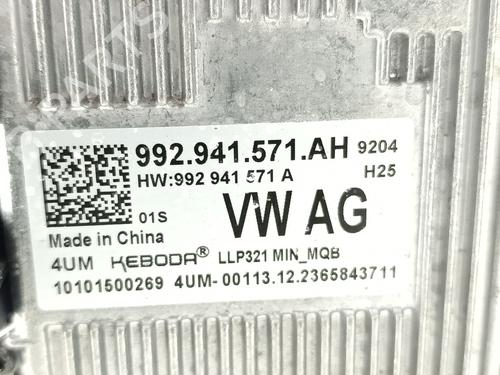 992.941.571.AH 9204
HW:992 941 571 A H25
01S VW AG
Made in China
4UM KEBODA® LLP321 MIN_MQB
10101500269 4UM-00113.12.2365843711